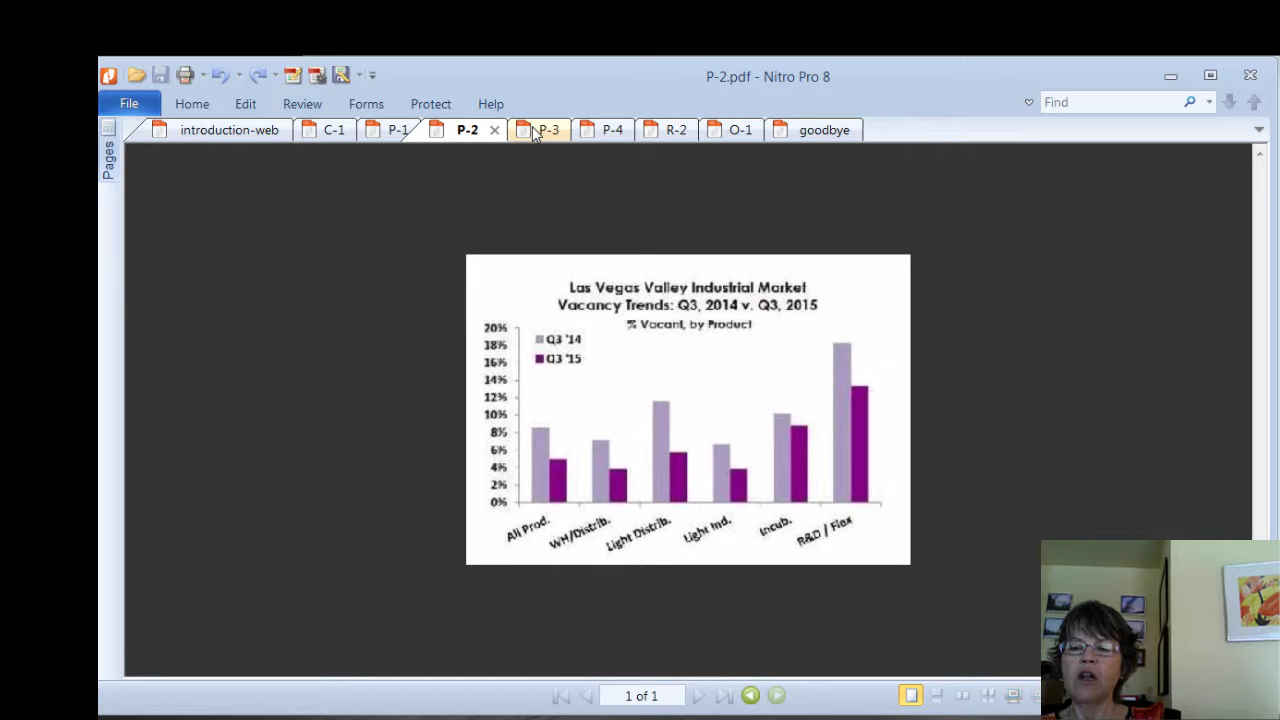 P-2.pdf - Nitro Pro 8
File Home Edit Review Forms Protect Help Find
introduction-web C-1 P-1 P-2 P-3 P-4 R-2 O-1 goodbye
Pages
Las Vegas Valley Industrial Market
Vacancy Trends: Q3, 2014 v. Q3, 2015
% Vacant, by Product
20%
18%
16%
14%
12%
10%
8%
6%
4%
2%
0%
Q3 '14
Q3 '15
All Prod. WH/Distrib. Light Distrib. Light Ind. Incub. R&D / Flex
1 of 1